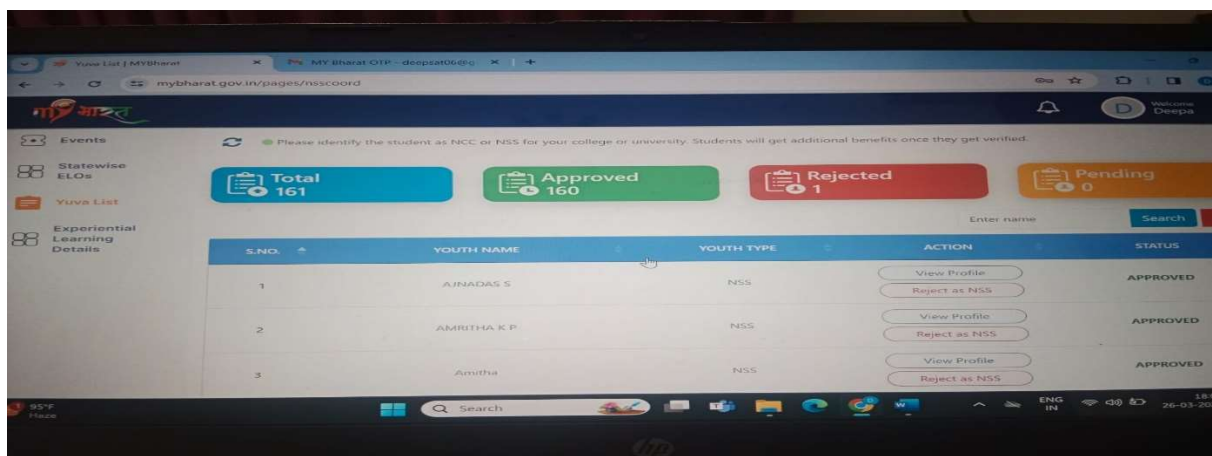 Yuva List | MYBharat
MY Bharat OTP - deepsat06@g
mybharat.gov.in/pages/nsscoord
भारत
Welcome
D Deepa
Events
Please identify the student as NCC or NSS for your college or university. Students will get additional benefits once they get verified.
Statewise
ELOs
Total
161
Approved
160
Rejected
1
Pending
0
Yuva List
Enter name Search
Experiential
Learning
Details
S.NO. YOUTH NAME YOUTH TYPE ACTION STATUS
1 AJNADAS S NSS View Profile APPROVED
Reject as NSS
2 AMRITHA K P NSS View Profile APPROVED
Reject as NSS
3 Amitha NSS View Profile APPROVED
Reject as NSS
95°F
Haze
Search
ENG
IN
26-03-20
hp